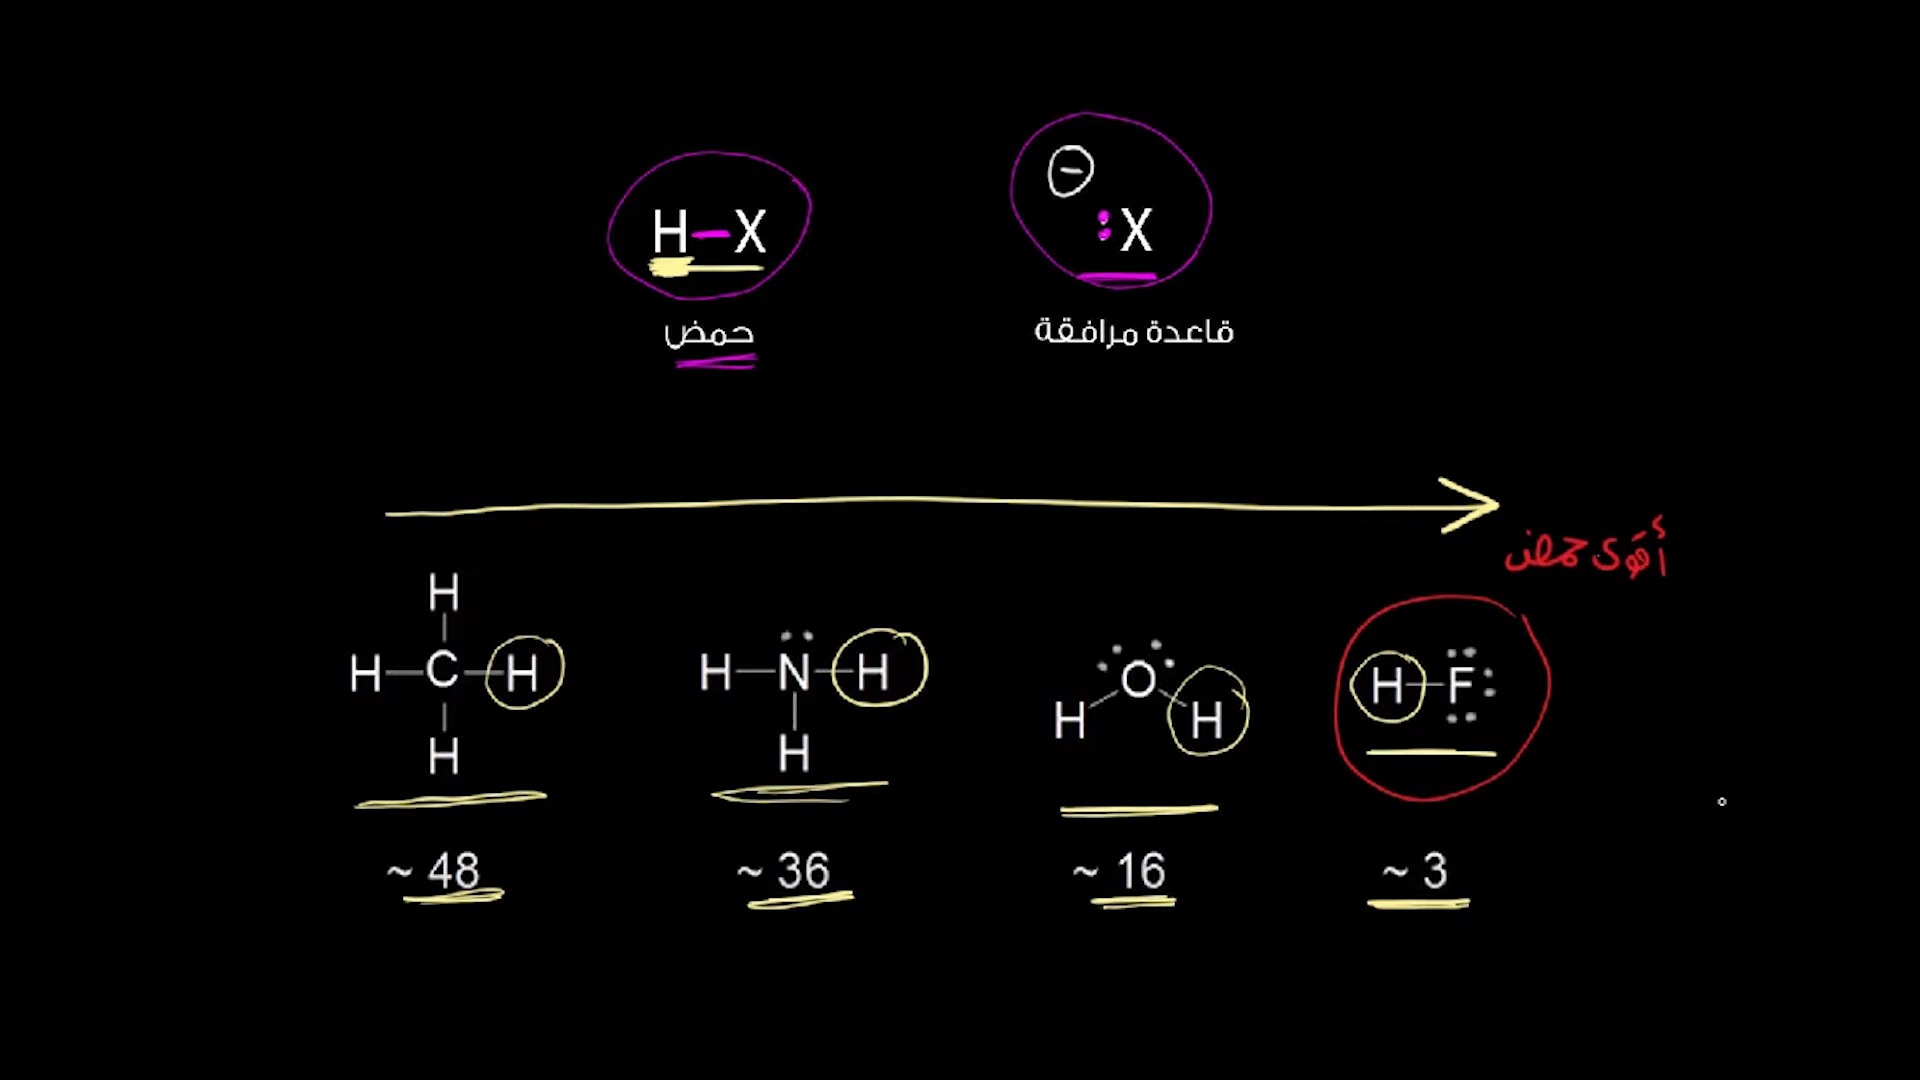 H-X
⊖
:X
حمض
قاعدة مرافقة
أقوى حمض
H
H-C-H
H
H-N-H
H
O
H H
H-F
~ 48
~ 36
~ 16
~ 3